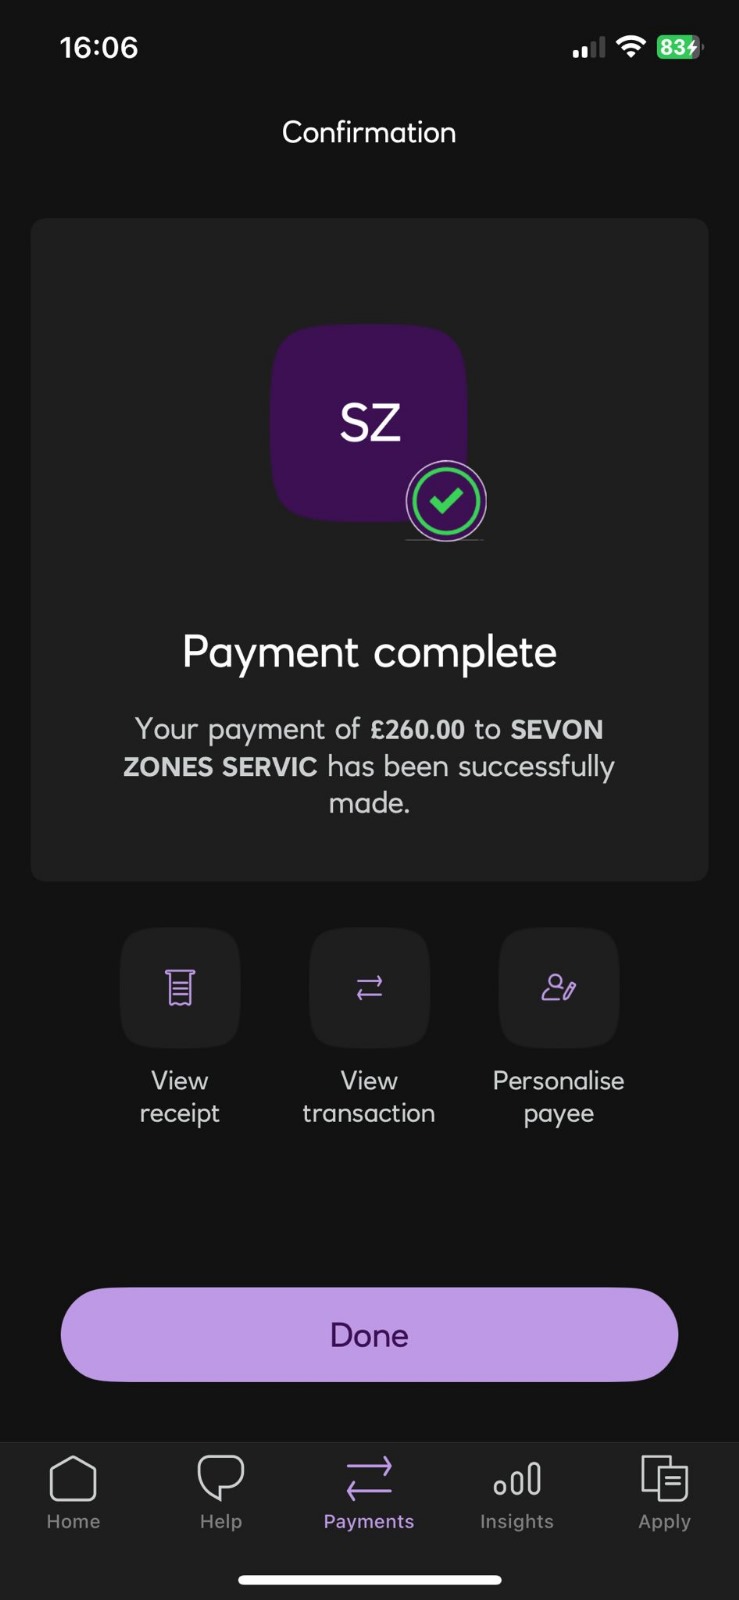 16:06
83
Confirmation
SZ
Payment complete
Your payment of £260.00 to SEVON
ZONES SERVIC has been successfully
made.
View
receipt
View
transaction
Personalise
payee
Done
Home
Help
Payments
Insights
Apply